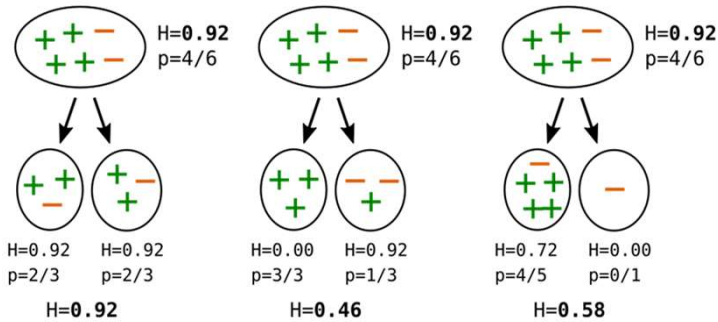 H=0.92
p=4/6
H=0.92
p=4/6
H=0.92
p=4/6
H=0.92 H=0.92
p=2/3 p=2/3
H=0.92
H=0.00 H=0.92
p=3/3 p=1/3
H=0.46
H=0.72 H=0.00
p=4/5 p=0/1
H=0.58